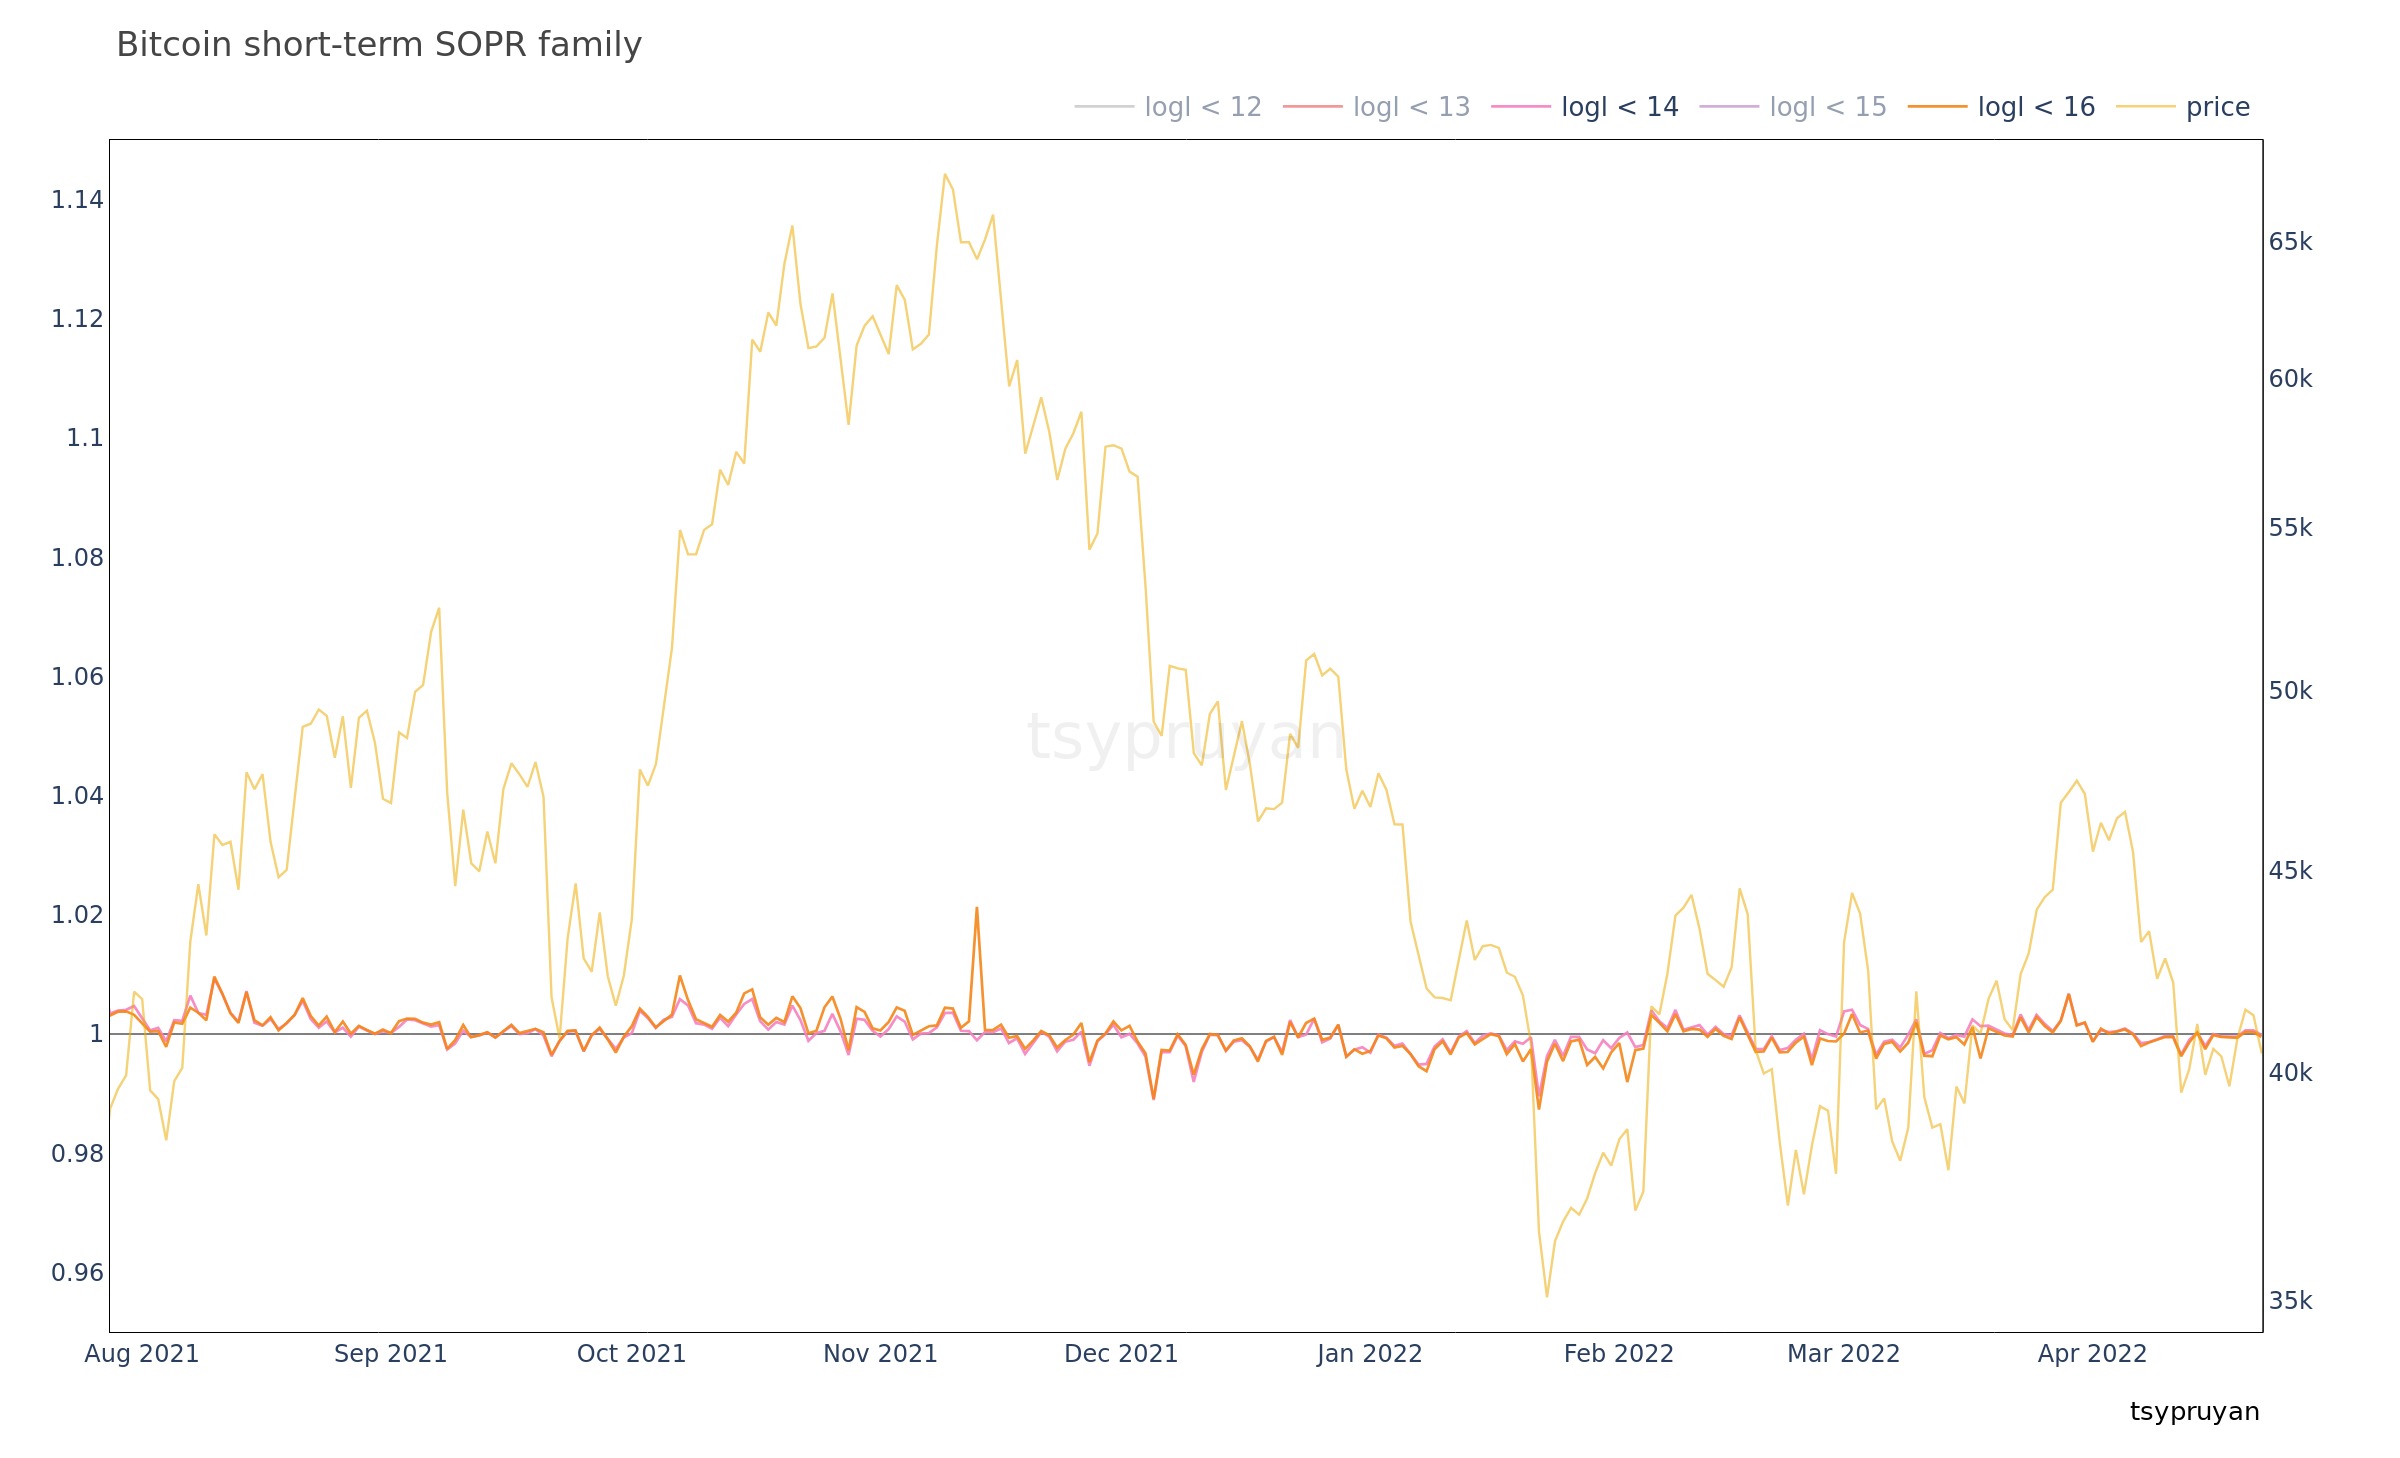 Bitcoin short-term SOPR family
logl < 12 logl < 13 logl < 14 logl < 15 logl < 16 price
1.14
1.12
1.1
1.08
1.06
1.04
1.02
1
0.98
0.96
65k
60k
55k
50k
45k
40k
35k
tsypruyan
Aug 2021 Sep 2021 Oct 2021 Nov 2021 Dec 2021 Jan 2022 Feb 2022 Mar 2022 Apr 2022
tsypruyan